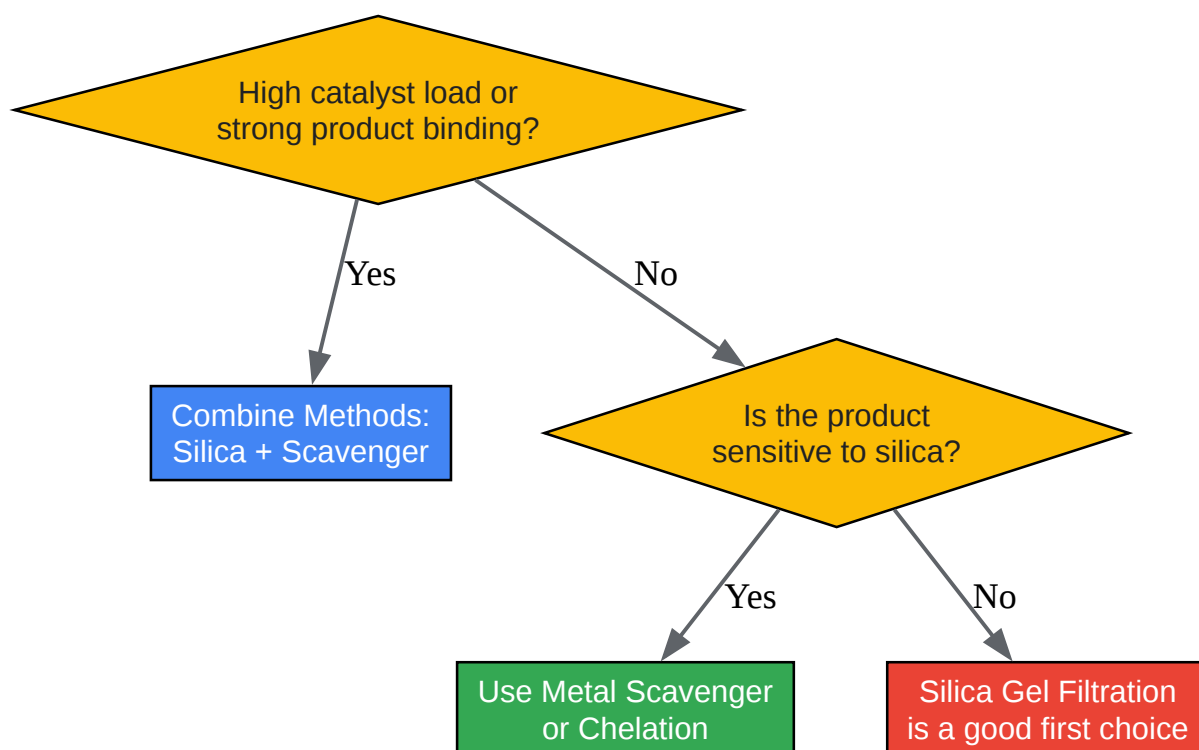 High catalyst load or
strong product binding?
Yes
No
Combine Methods:
Silica + Scavenger
Is the product
sensitive to silica?
Yes
No
Use Metal Scavenger
or Chelation
Silica Gel Filtration
is a good first choice